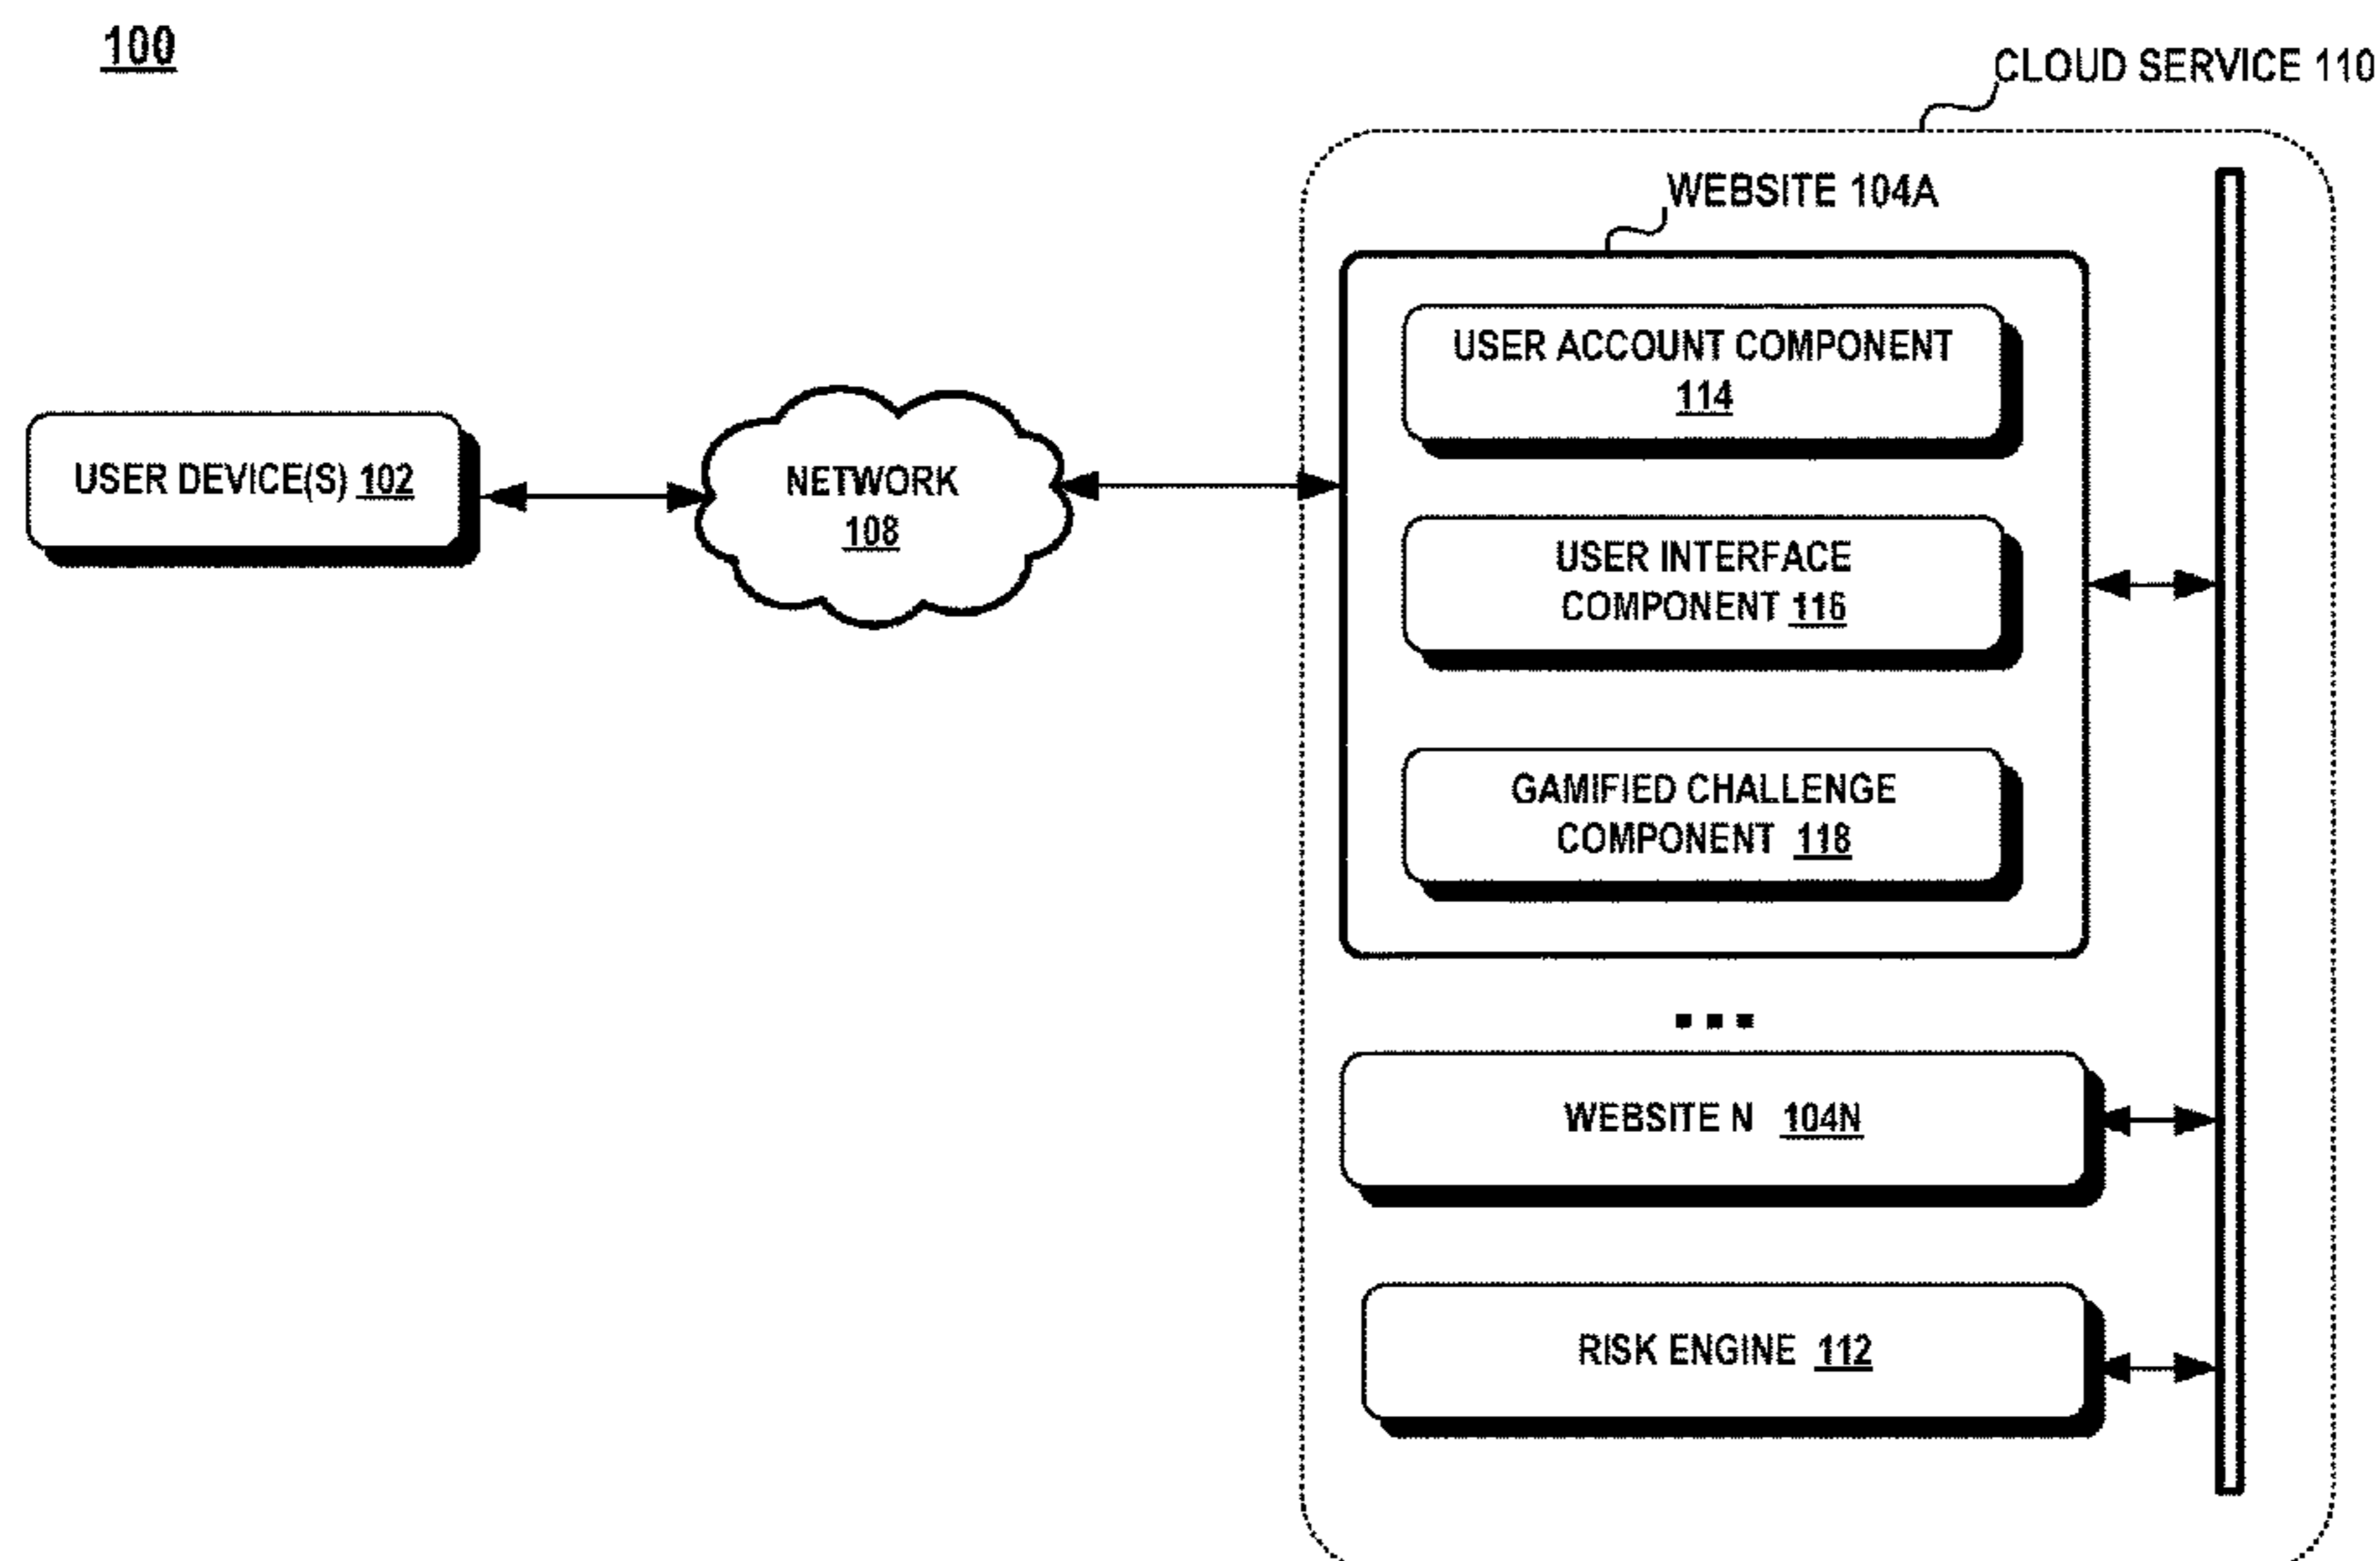 100
CLOUD SERVICE 110
WEBSITE 104A
USER ACCOUNT COMPONENT
114
USER DEVICE(S) 102
NETWORK
108
USER INTERFACE
COMPONENT 116
GAMIFIED CHALLENGE
COMPONENT 118
...
WEBSITE N 104N
RISK ENGINE 112